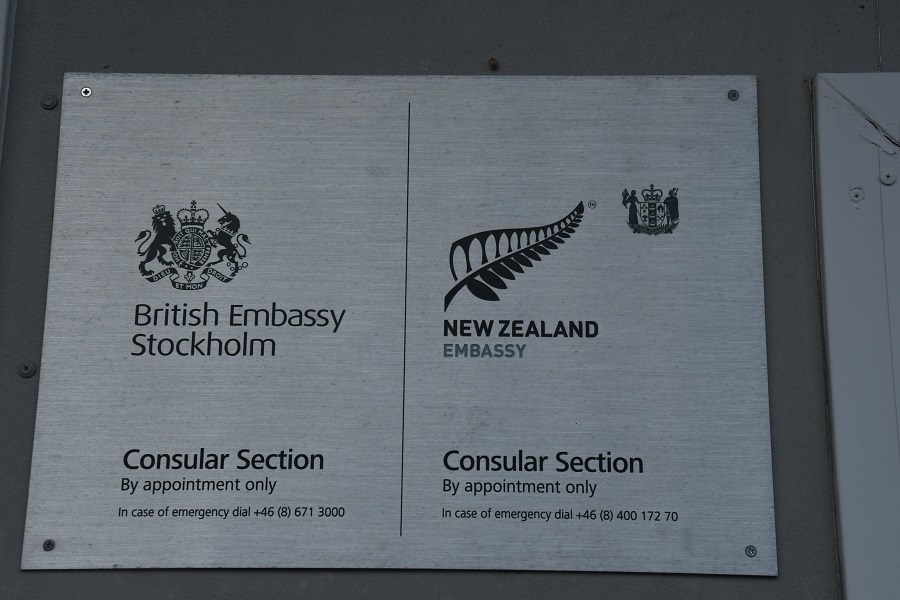 British Embassy
Stockholm
Consular Section
By appointment only
In case of emergency dial +46 (8) 671 3000
TM
NEW ZEALAND
EMBASSY
Consular Section
By appointment only
In case of emergency dial +46 (8) 400 172 70